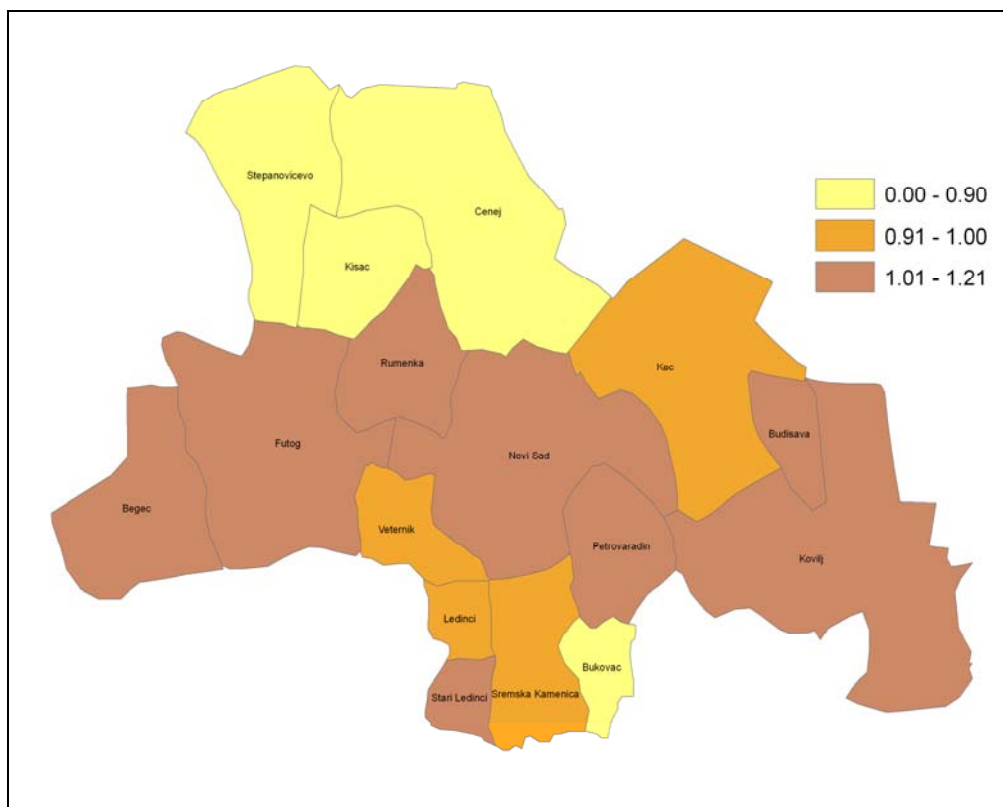 Stepanovicevo
Cenej
Kisac
0.00 - 0.90
0.91 - 1.00
1.01 - 1.21
Rumenka
Kac
Budisava
Futog
Novi Sad
Begec
Veternik
Petrovaradin
Kovilj
Ledinci
Bukovac
Stari Ledinci
Sremska Kamenica